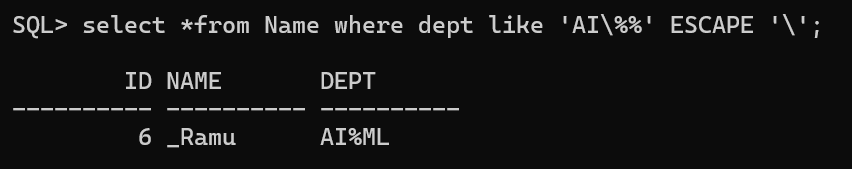 SQL> select *from Name where dept like 'AI\%%' ESCAPE '\';
        ID NAME       DEPT
---------- ---------- ----------
         6 _Ramu      AI%ML